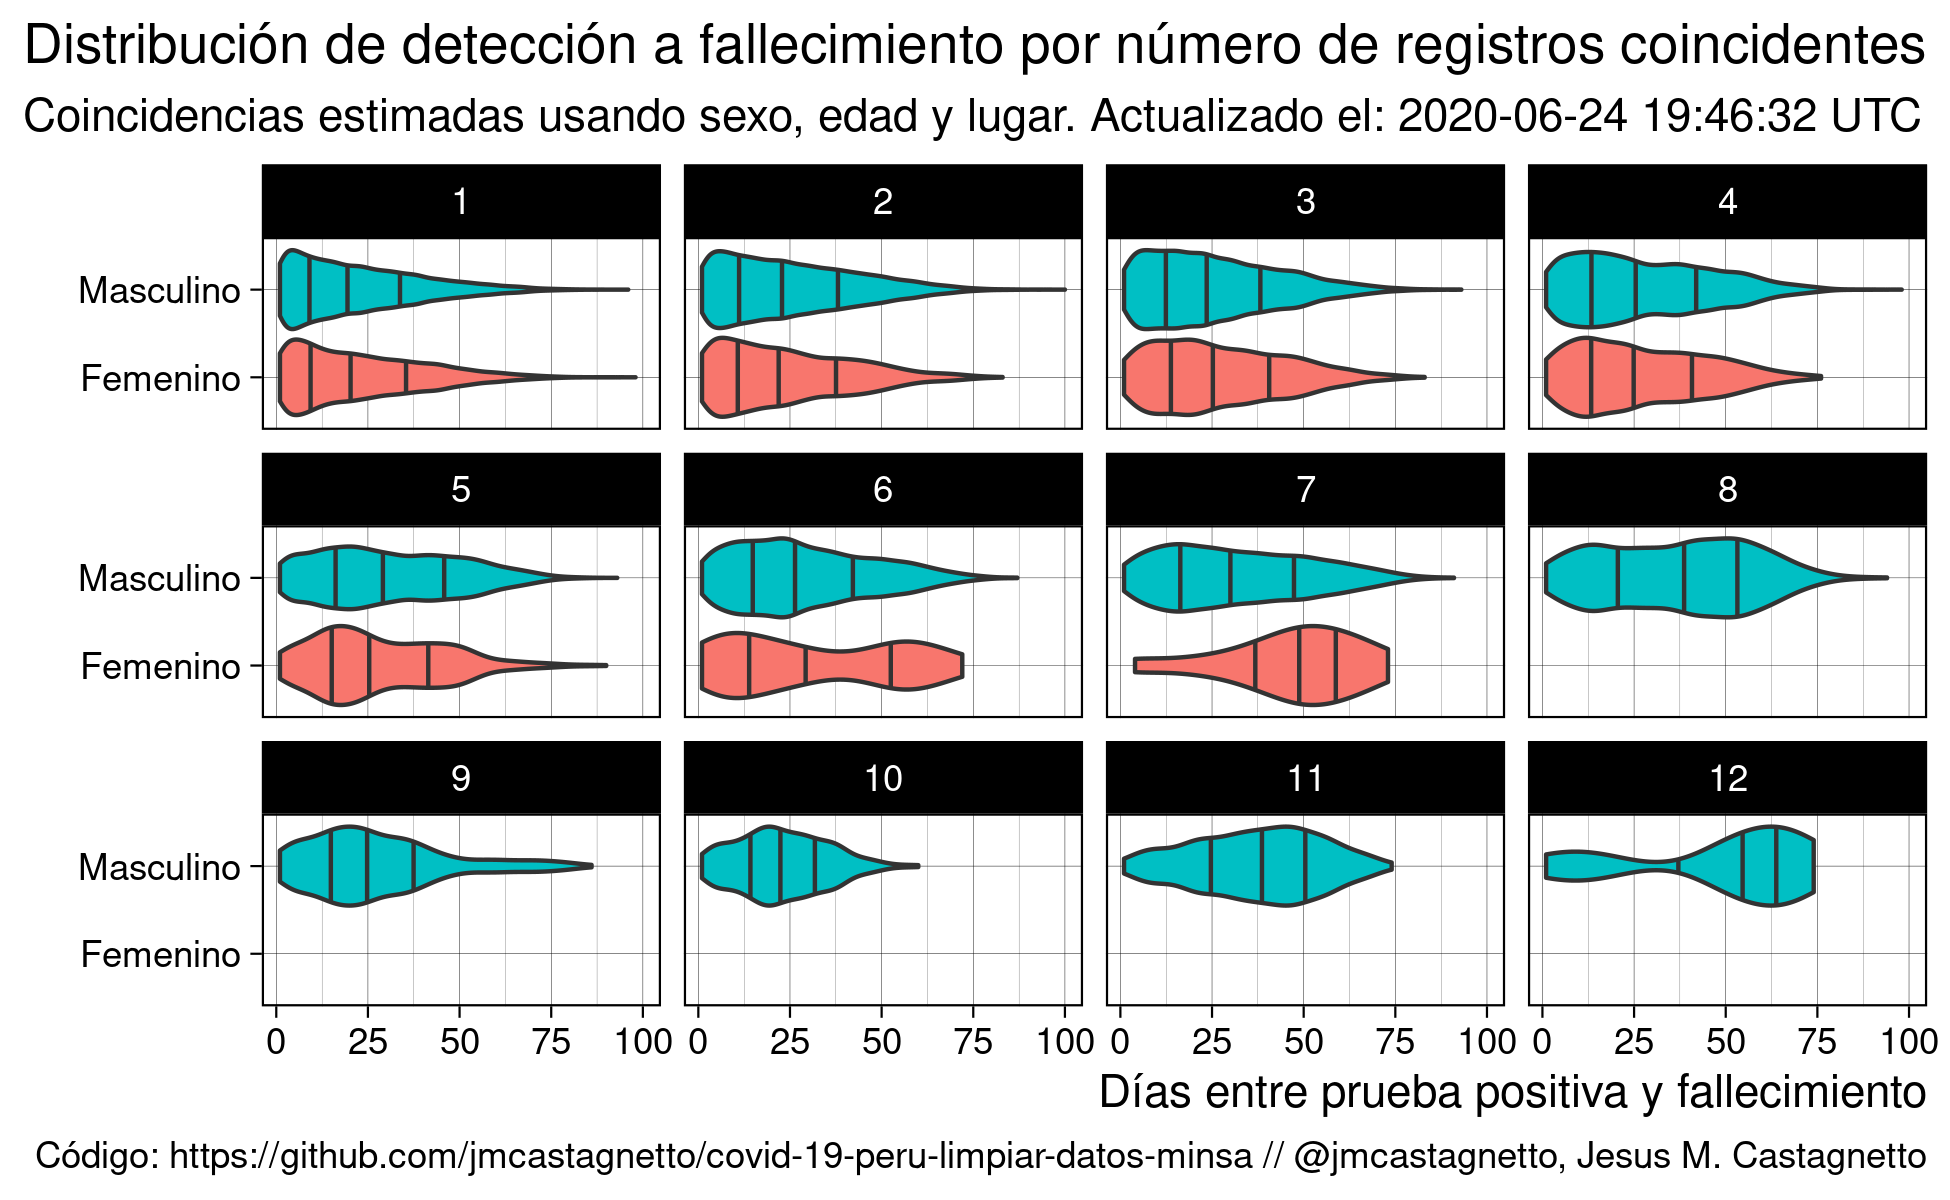 Distribución de detección a fallecimiento por número de registros coincidentes
Coincidencias estimadas usando sexo, edad y lugar. Actualizado el: 2020-06-24 19:46:32 UTC
1 2 3 4
Masculino
Femenino
5 6 7 8
Masculino
Femenino
9 10 11 12
Masculino
Femenino
0 25 50 75 100 0 25 50 75 100 0 25 50 75 100 0 25 50 75 100
Días entre prueba positiva y fallecimiento
Código: https://github.com/jmcastagnetto/covid-19-peru-limpiar-datos-minsa // @jmcastagnetto, Jesus M. Castagnetto